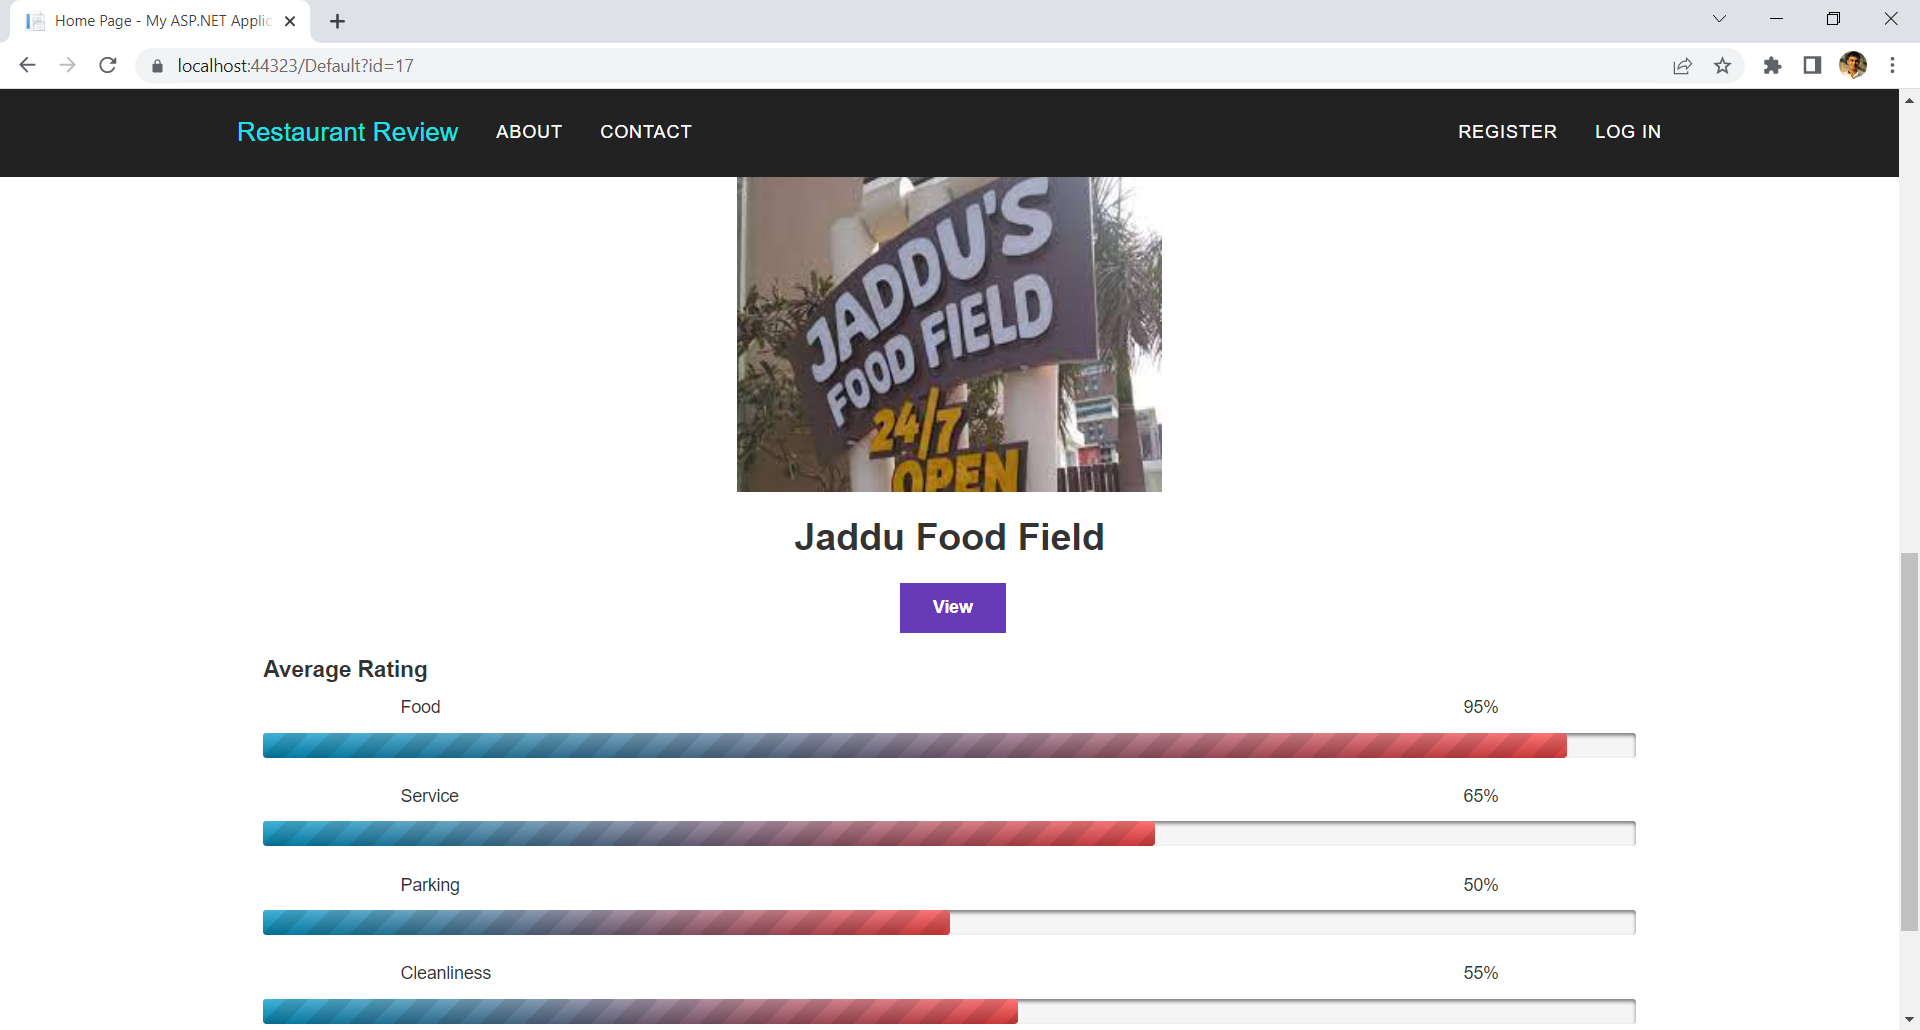 Home Page - My ASP.NET Applic
localhost:44323/Default?id=17
Restaurant Review ABOUT CONTACT REGISTER LOG IN
JADDU'S
FOOD FIELD
24/7
OPEN
Jaddu Food Field
View
Average Rating
Food 95%
Service 65%
Parking 50%
Cleanliness 55%